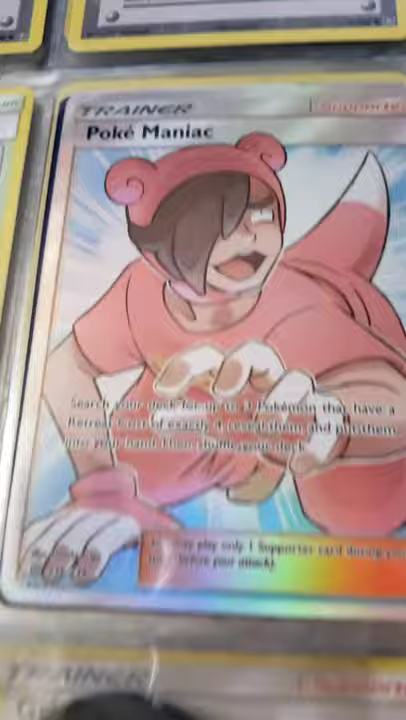 TRAINER
Supporte
Poké Maniac
Search your deck for up to 3 Pokémon that have a
Retreat Cost of exactly 4 reveal them and put them
into your hand. Then shuffle your deck
may play only 1 Supporter card during you
before your attack).
TRAINER